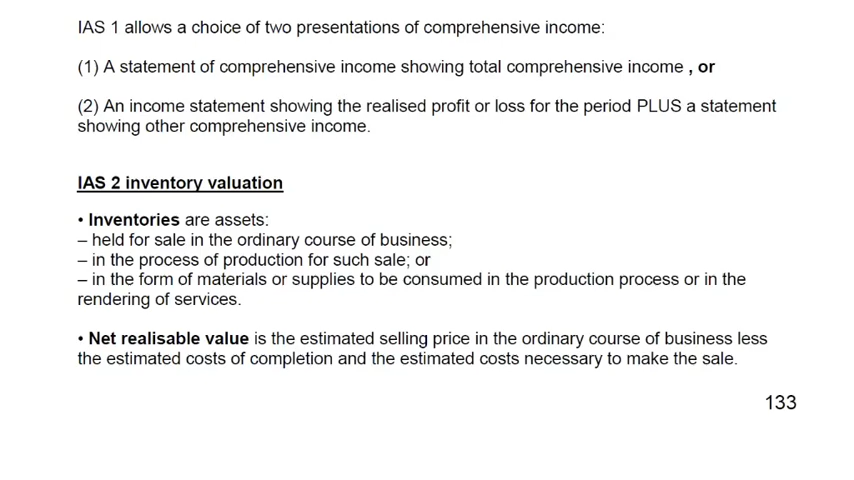 IAS 1 allows a choice of two presentations of comprehensive income:
(1) A statement of comprehensive income showing total comprehensive income , or
(2) An income statement showing the realised profit or loss for the period PLUS a statement
showing other comprehensive income.
IAS 2 inventory valuation
• Inventories are assets:
– held for sale in the ordinary course of business;
– in the process of production for such sale; or
– in the form of materials or supplies to be consumed in the production process or in the
rendering of services.
• Net realisable value is the estimated selling price in the ordinary course of business less
the estimated costs of completion and the estimated costs necessary to make the sale.
133